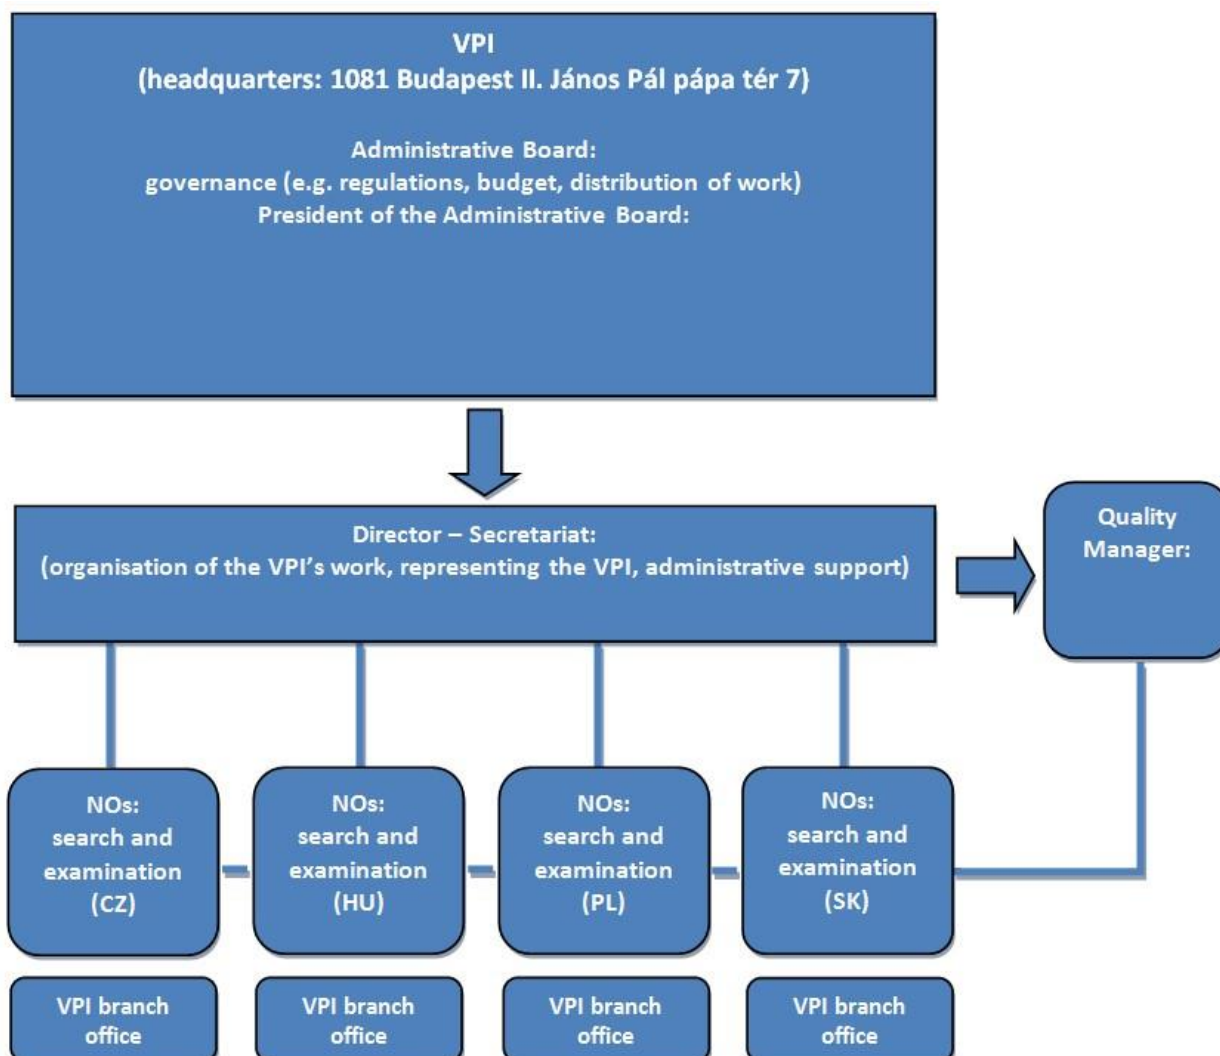 VPI
(headquarters: 1081 Budapest II. János Pál pápa tér 7)
Administrative Board:
governance (e.g. regulations, budget, distribution of work)
President of the Administrative Board:
Director – Secretariat:
(organisation of the VPI's work, representing the VPI, administrative support)
Quality
Manager:
NOs:
search and
examination
(CZ)
NOs:
search and
examination
(HU)
NOs:
search and
examination
(PL)
NOs:
search and
examination
(SK)
VPI branch
office
VPI branch
office
VPI branch
office
VPI branch
office